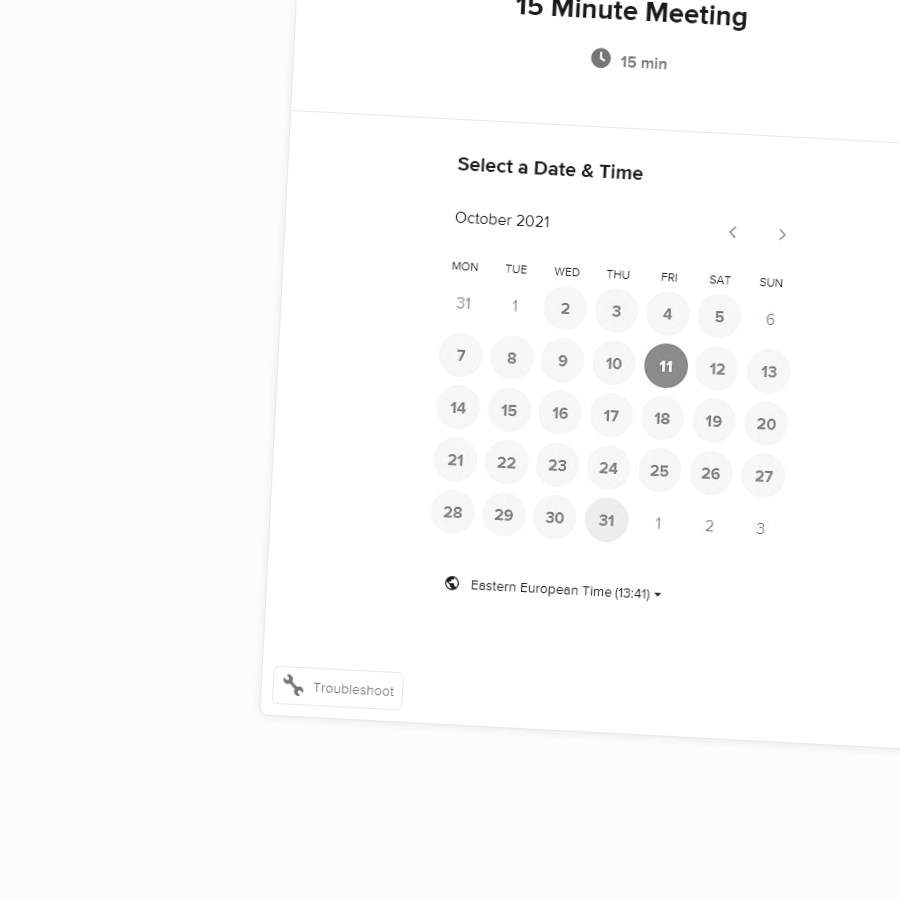 15 Minute Meeting
15 min
Select a Date & Time
October 2021
MON TUE WED THU FRI SAT SUN
31 1 2 3 4 5 6
7 8 9 10 11 12 13
14 15 16 17 18 19 20
21 22 23 24 25 26 27
28 29 30 31 1 2 3
Eastern European Time (13:41)
Troubleshoot